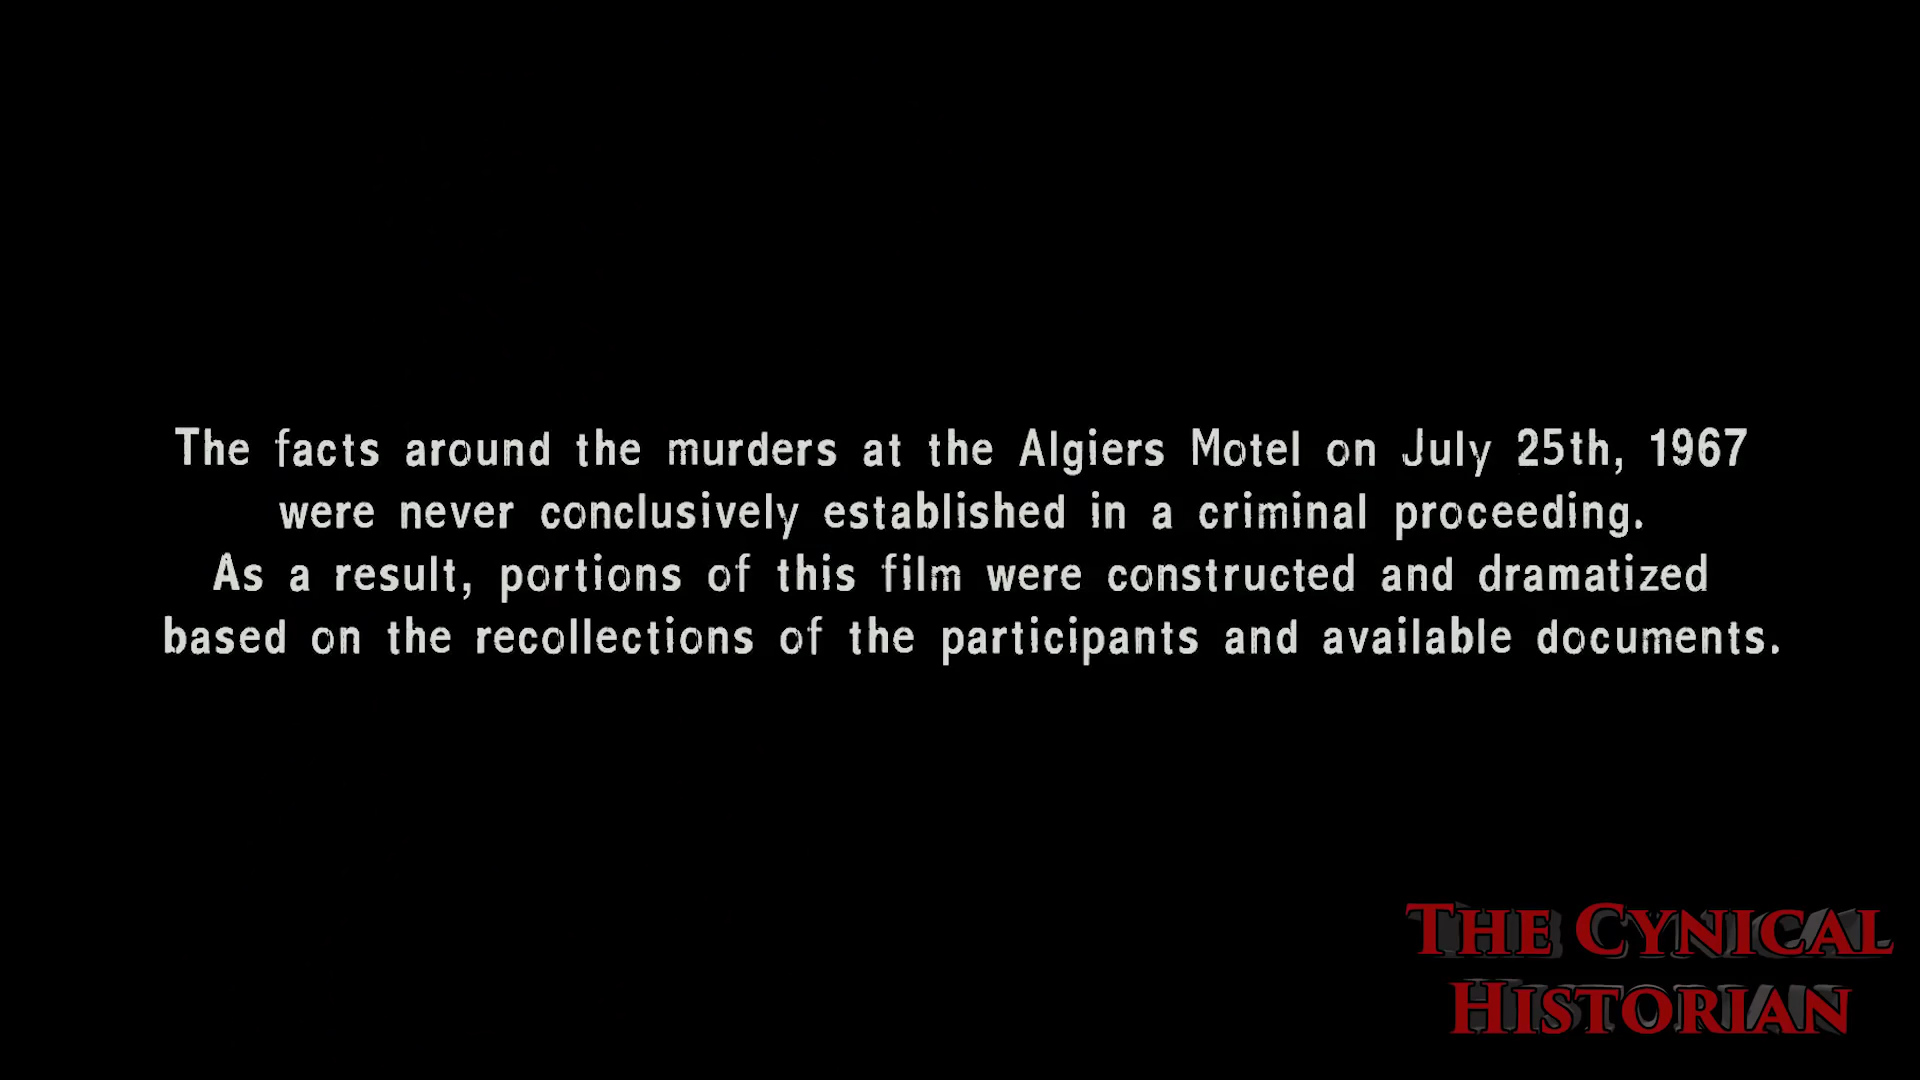 The facts around the murders at the Algiers Motel on July 25th, 1967
were never conclusively established in a criminal proceeding.
As a result, portions of this film were constructed and dramatized
based on the recollections of the participants and available documents.
THE CYNICAL
HISTORIAN